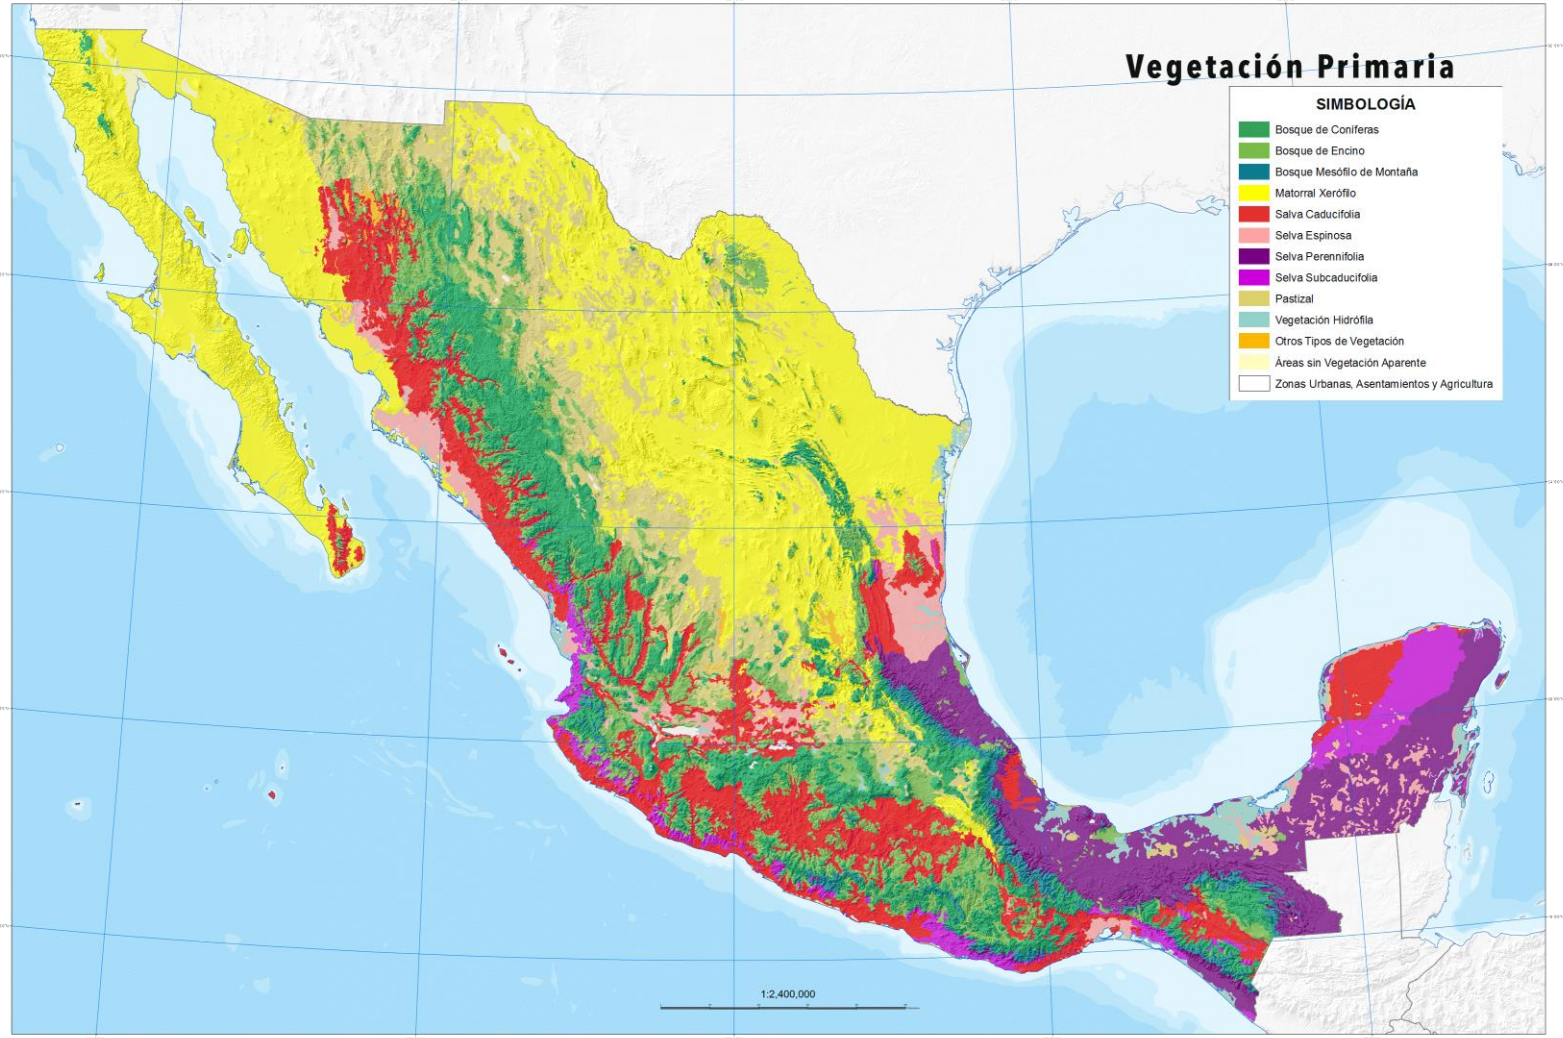 Vegetación Primaria
SIMBOLOGÍA
Bosque de Coníferas
Bosque de Encino
Bosque Mesófilo de Montaña
Matorral Xerófilo
Salva Caducifolia
Selva Espinosa
Selva Perennifolia
Selva Subcaducifolia
Pastizal
Vegetación Hidrófila
Otros Tipos de Vegetación
Áreas sin Vegetación Aparente
Zonas Urbanas, Asentamientos y Agricultura
1:2,400,000